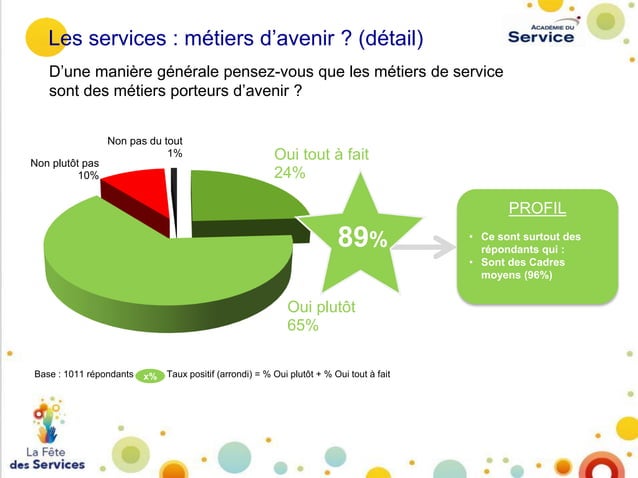 Les services : métiers d’avenir ? (détail)
ACADÉMIE DU
Service
D’une manière générale pensez-vous que les métiers de service
sont des métiers porteurs d’avenir ?
Non pas du tout
1%
Non plutôt pas
10%
Oui tout à fait
24%
89%
Oui plutôt
65%
PROFIL
• Ce sont surtout des
répondants qui :
• Sont des Cadres
moyens (96%)
Base : 1011 répondants x% Taux positif (arrondi) = % Oui plutôt + % Oui tout à fait
La Fête
des Services